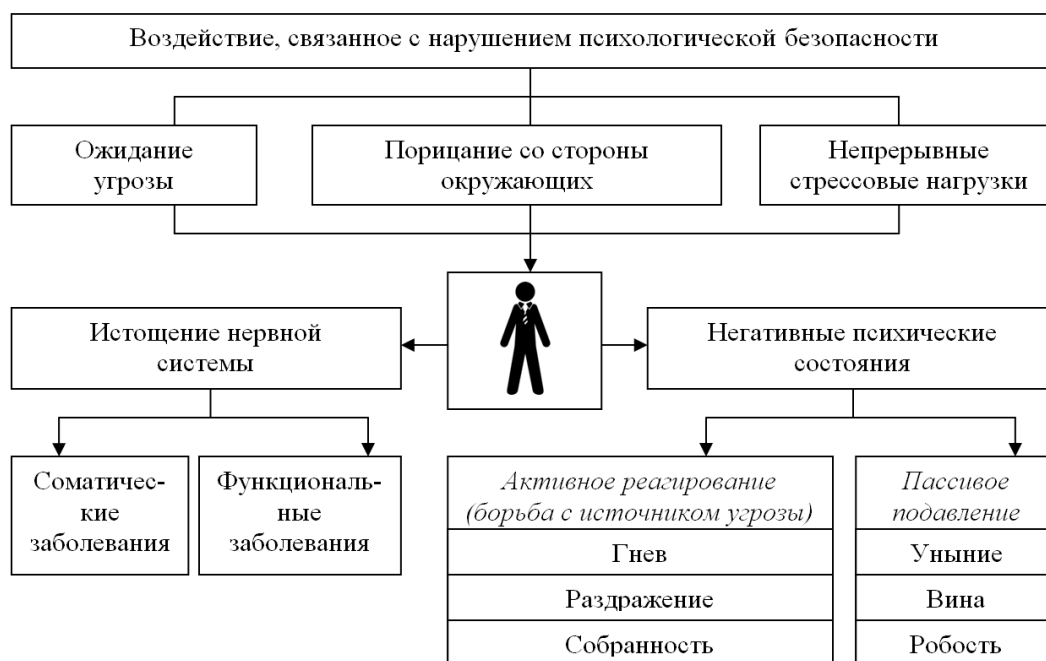 Воздействие, связанное с нарушением психологической безопасности
Ожидание
угрозы
Порицание со стороны
окружающих
Непрерывные
стрессовые нагрузки
Истощение нервной
системы
Негативные психические
состояния
Соматичес-
кие
заболевания
Функциональ-
ные
заболевания
Активное реагирование
(борьба с источником угрозы)
Гнев
Раздражение
Собранность
Пассивое
подавление
Уныние
Вина
Робость